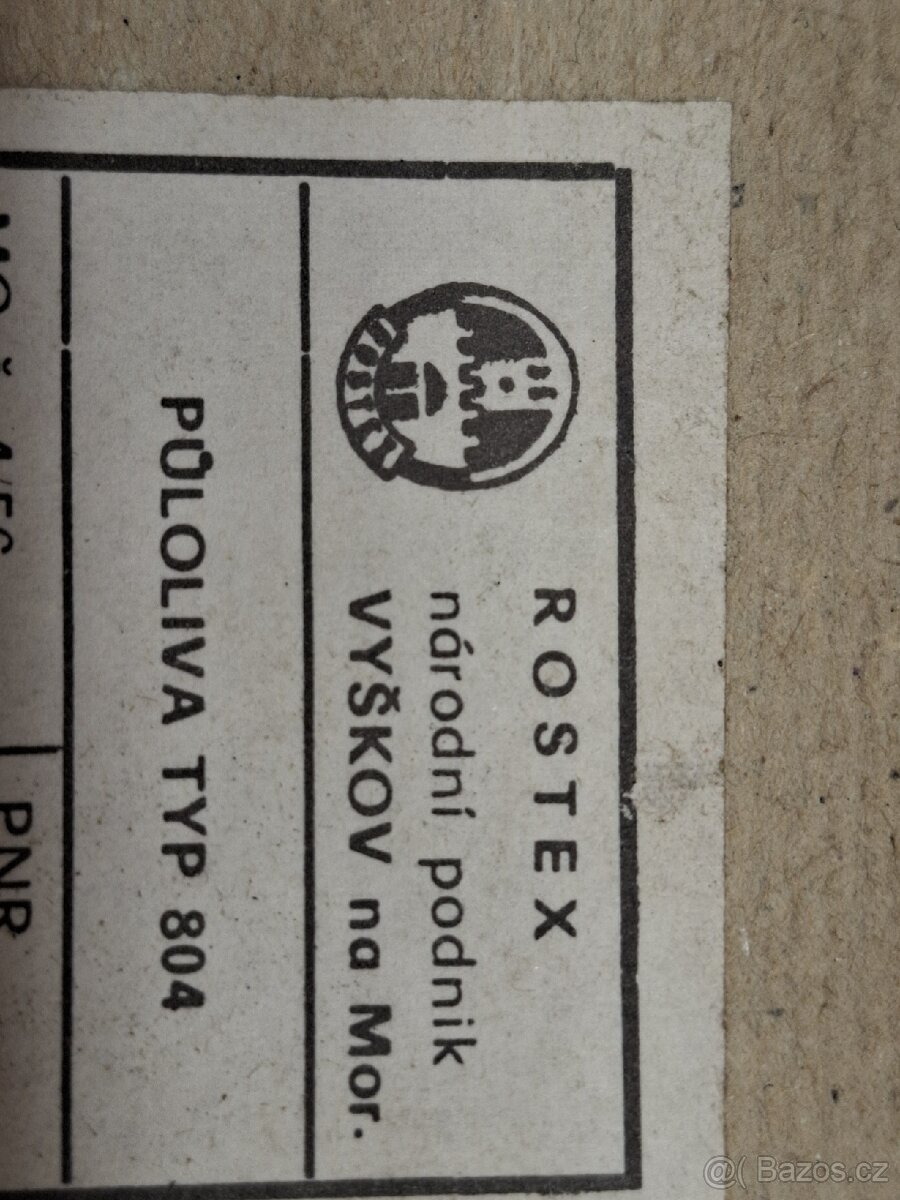 ROSTEX
národní podnik
VYŠKOV na Mor.
PŮLOLIVA TYP 804
PNR
@( Bazos.cz